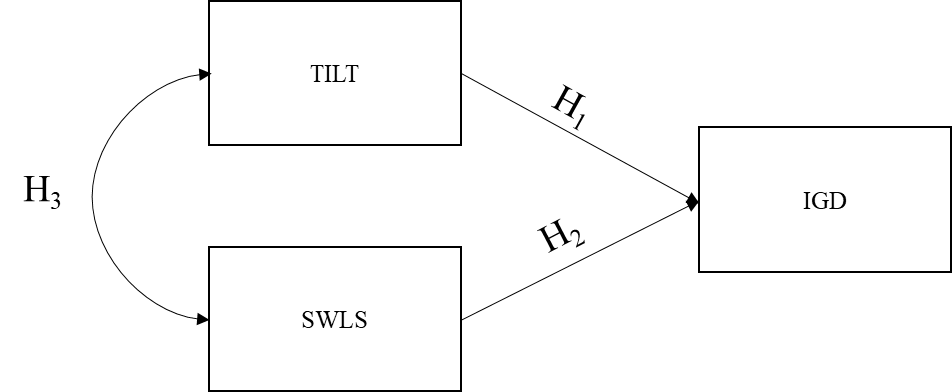 TILT
H₁
H₃
IGD
H₂
SWLS